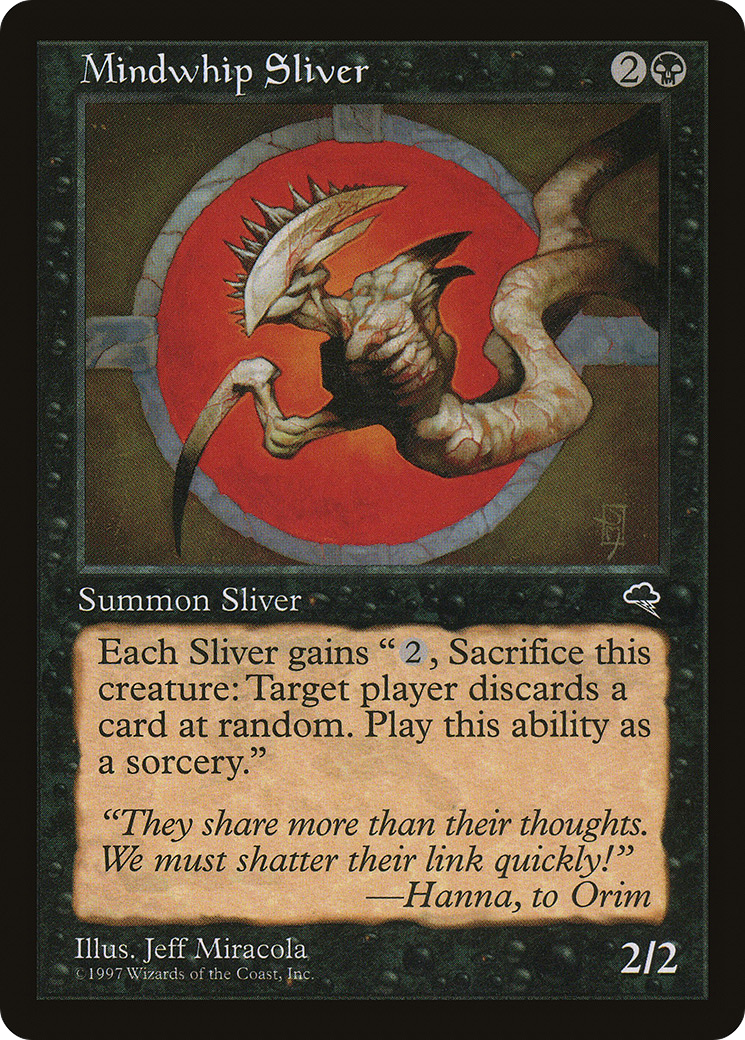 Mindwhip Sliver 2
Summon Sliver
Each Sliver gains “2, Sacrifice this
creature: Target player discards a
card at random. Play this ability as
a sorcery.”
“They share more than their thoughts.
We must shatter their link quickly!”
—Hanna, to Orim
Illus. Jeff Miracola
©1997 Wizards of the Coast, Inc.
2/2